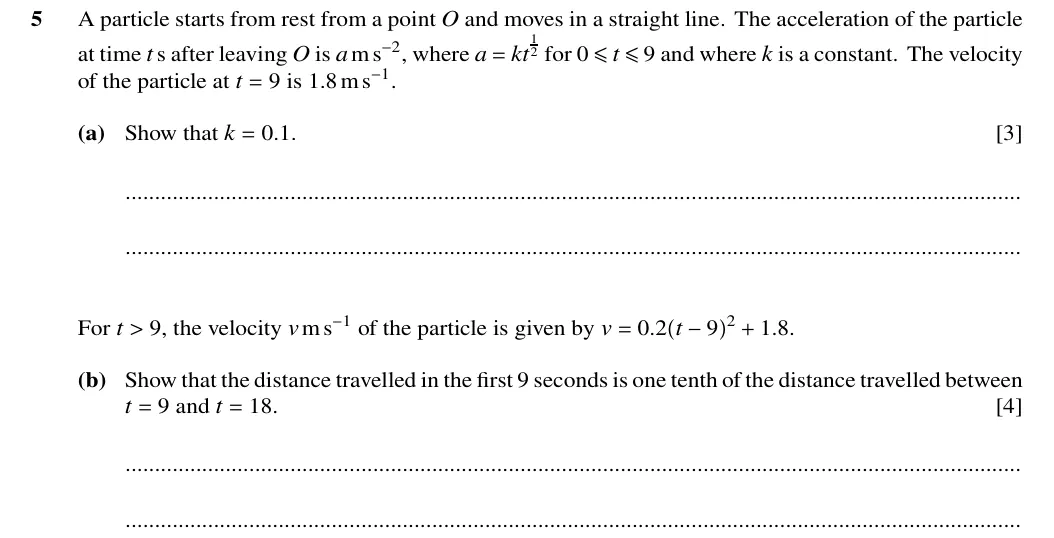 5 A particle starts from rest from a point O and moves in a straight line. The acceleration of the particle
at time t s after leaving O is a m s⁻², where a = kt^{1/2} for 0 ⩽ t ⩽ 9 and where k is a constant. The velocity
of the particle at t = 9 is 1.8 m s⁻¹.
(a) Show that k = 0.1. [3]
For t > 9, the velocity v m s⁻¹ of the particle is given by v = 0.2(t − 9)² + 1.8.
(b) Show that the distance travelled in the first 9 seconds is one tenth of the distance travelled between
t = 9 and t = 18. [4]